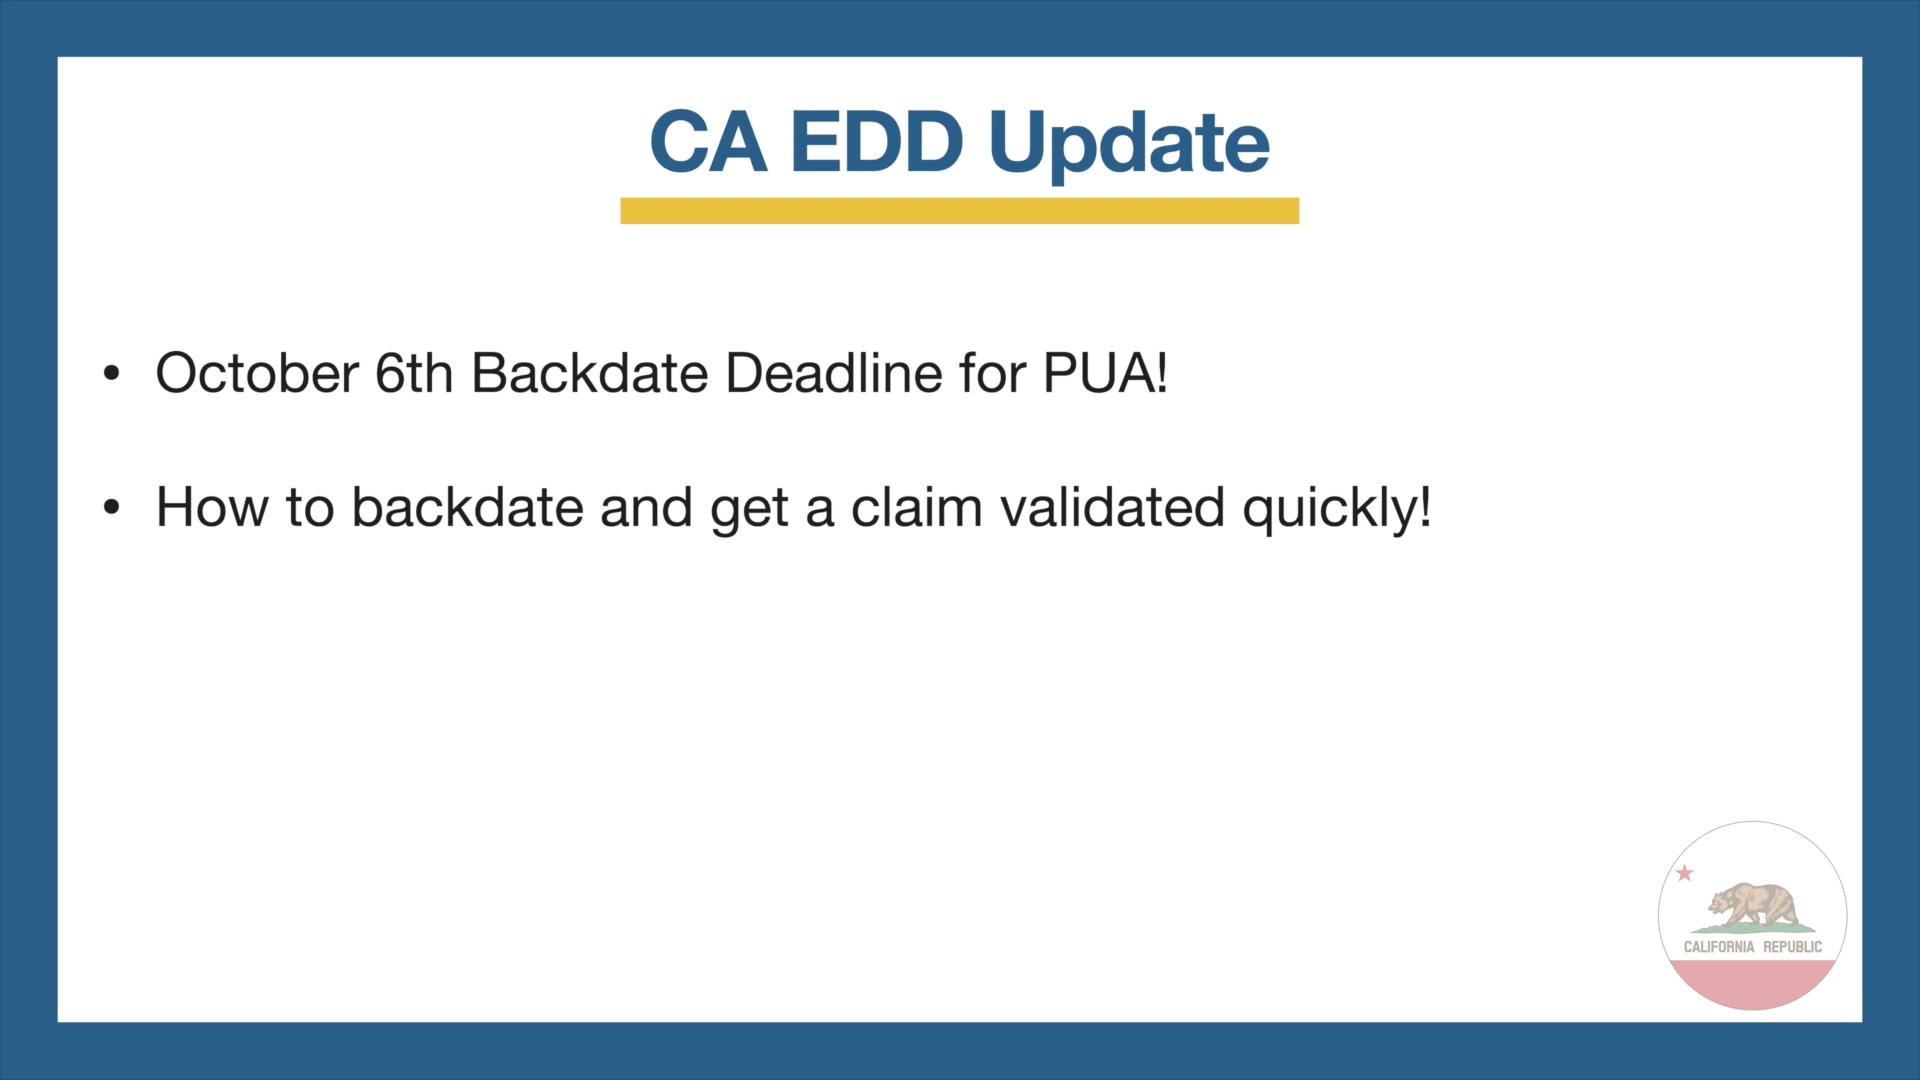 CA EDD Update
• October 6th Backdate Deadline for PUA!
• How to backdate and get a claim validated quickly!
CALIFORNIA REPUBLIC